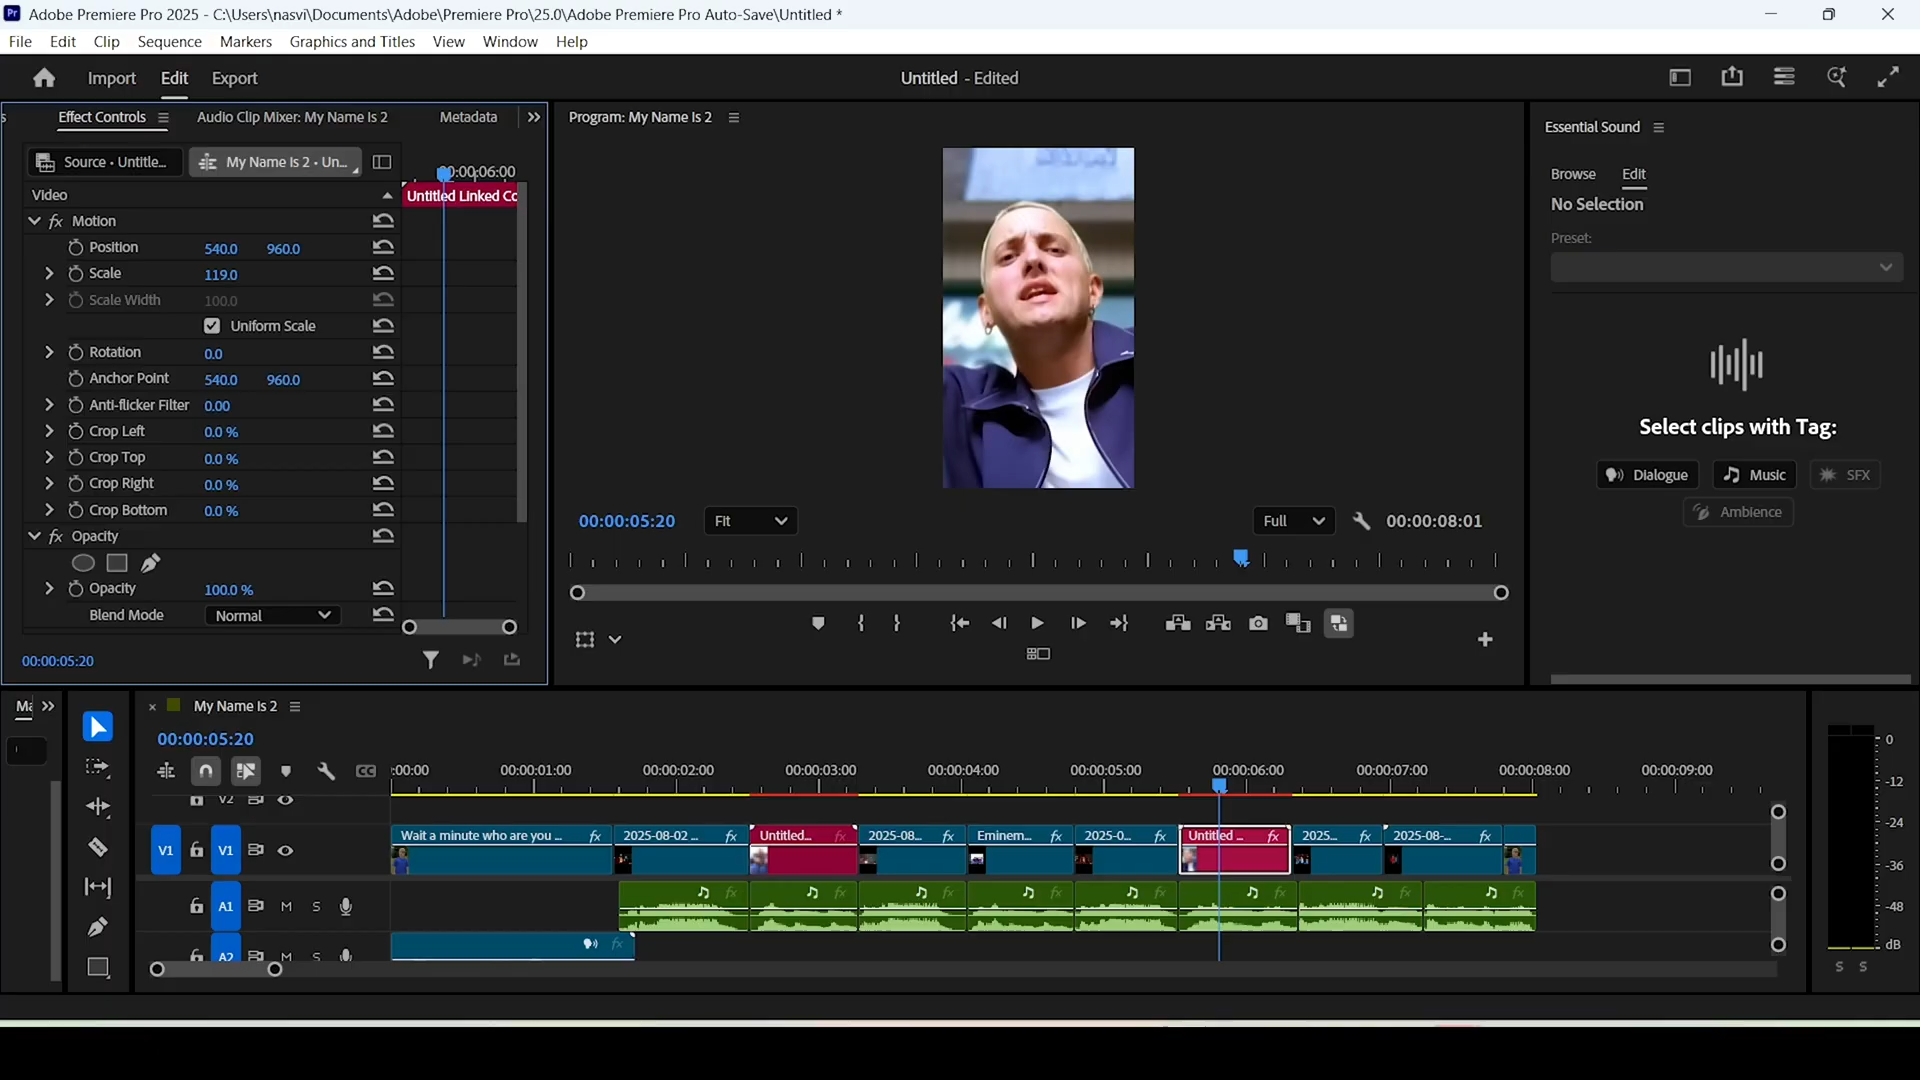 Adobe Premiere Pro 2025 - C:\Users\nasvi\Documents\Adobe\Premiere Pro\25.0\Adobe Premiere Pro Auto-Save\Untitled *
File Edit Clip Sequence Markers Graphics and Titles View Window Help
Import Edit Export
Untitled - Edited
Effect Controls Audio Clip Mixer: My Name Is 2 Metadata
Source • Untitle... My Name Is 2 • Un...
00:00:06:00
Video
Untitled Linked Co
Motion
Position 540.0 960.0
Scale 119.0
Scale Width 100.0
Uniform Scale
Rotation 0.0
Anchor Point 540.0 960.0
Anti-flicker Filter 0.00
Crop Left 0.0 %
Crop Top 0.0 %
Crop Right 0.0 %
Crop Bottom 0.0 %
Opacity
Opacity 100.0 %
Blend Mode Normal
00:00:05:20
Program: My Name Is 2
00:00:05:20 Fit Full 00:00:08:01
Essential Sound
Browse Edit
No Selection
Preset:
Select clips with Tag:
Dialogue Music SFX
Ambience
My Name Is 2
00:00:05:20
:00:00 00:00:01:00 00:00:02:00 00:00:03:00 00:00:04:00 00:00:05:00 00:00:06:00 00:00:07:00 00:00:08:00 00:00:09:00
V2
Wait a minute who are you ... fx 2025-08-02 ... fx Untitled... fx 2025-08... fx Eminem... fx 2025-0... fx Untitled ... fx 2025... fx 2025-08-... fx
V1 V1
A1 M S
A2 M S
0
-12
-24
-36
-48
dB
S S